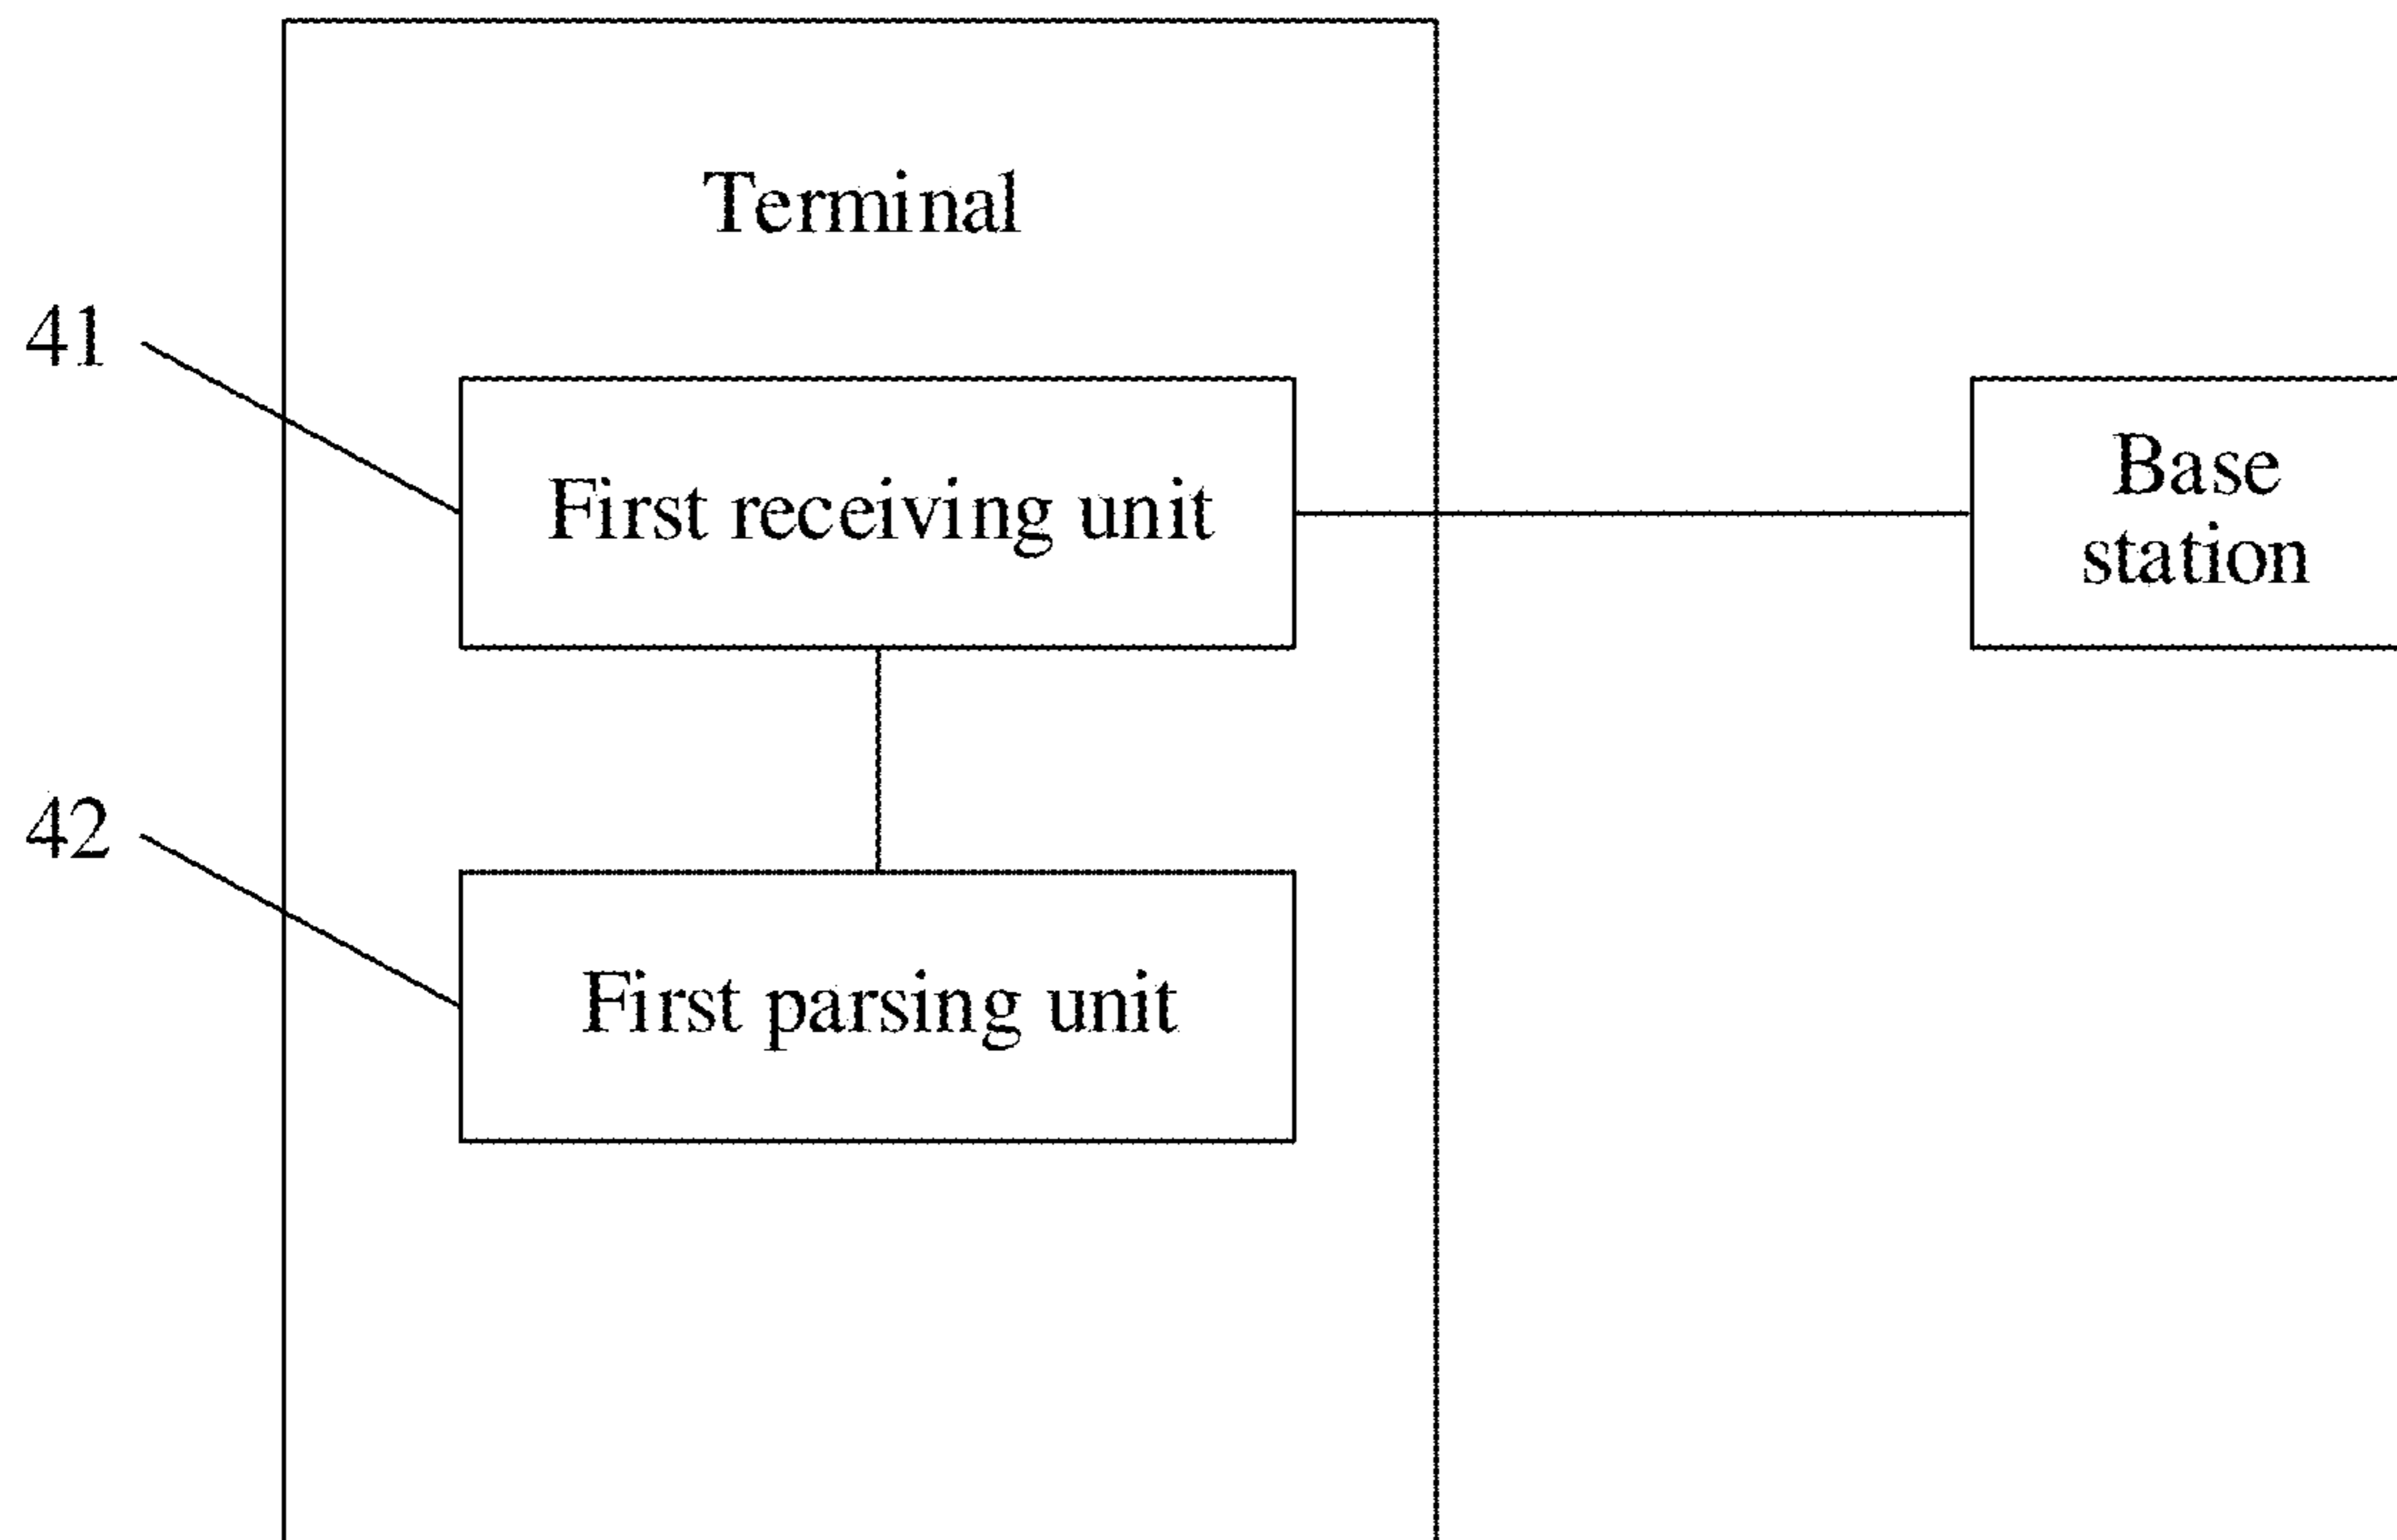 Terminal
41
First receiving unit
Base
station
42
First parsing unit